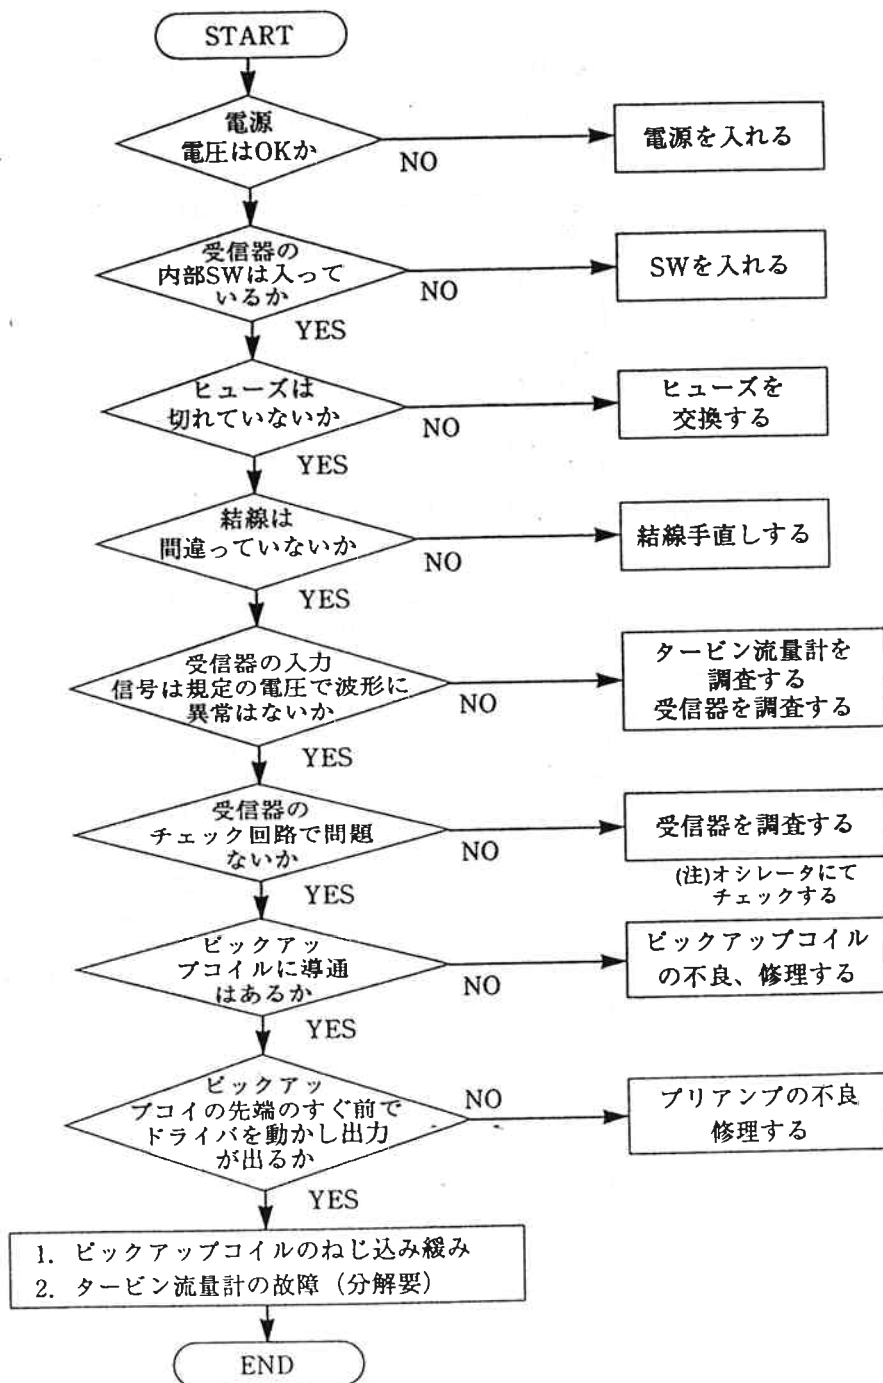 START
電源
電圧はOKか
NO
電源を入れる
受信器の
内部SWは入って
いるか
NO
SWを入れる
YES
ヒューズは
切れていないか
NO
ヒューズを
交換する
YES
結線は
間違っていないか
NO
結線手直しする
YES
受信器の入力
信号は規定の電圧で波形に
異常はないか
NO
タービン流量計を
調査する
受信器を調査する
YES
受信器の
チェック回路で問題
ないか
NO
受信器を調査する
(注)オシレータにて
チェックする
YES
ピックアッ
プコイルに導通
はあるか
NO
ピックアップコイル
の不良、修理する
YES
ピックアッ
プコイの先端のすぐ前で
ドライバを動かし出力
が出るか
NO
プリアンプの不良
修理する
YES
1. ピックアップコイルのねじ込み緩み
2. タービン流量計の故障（分解要）
END